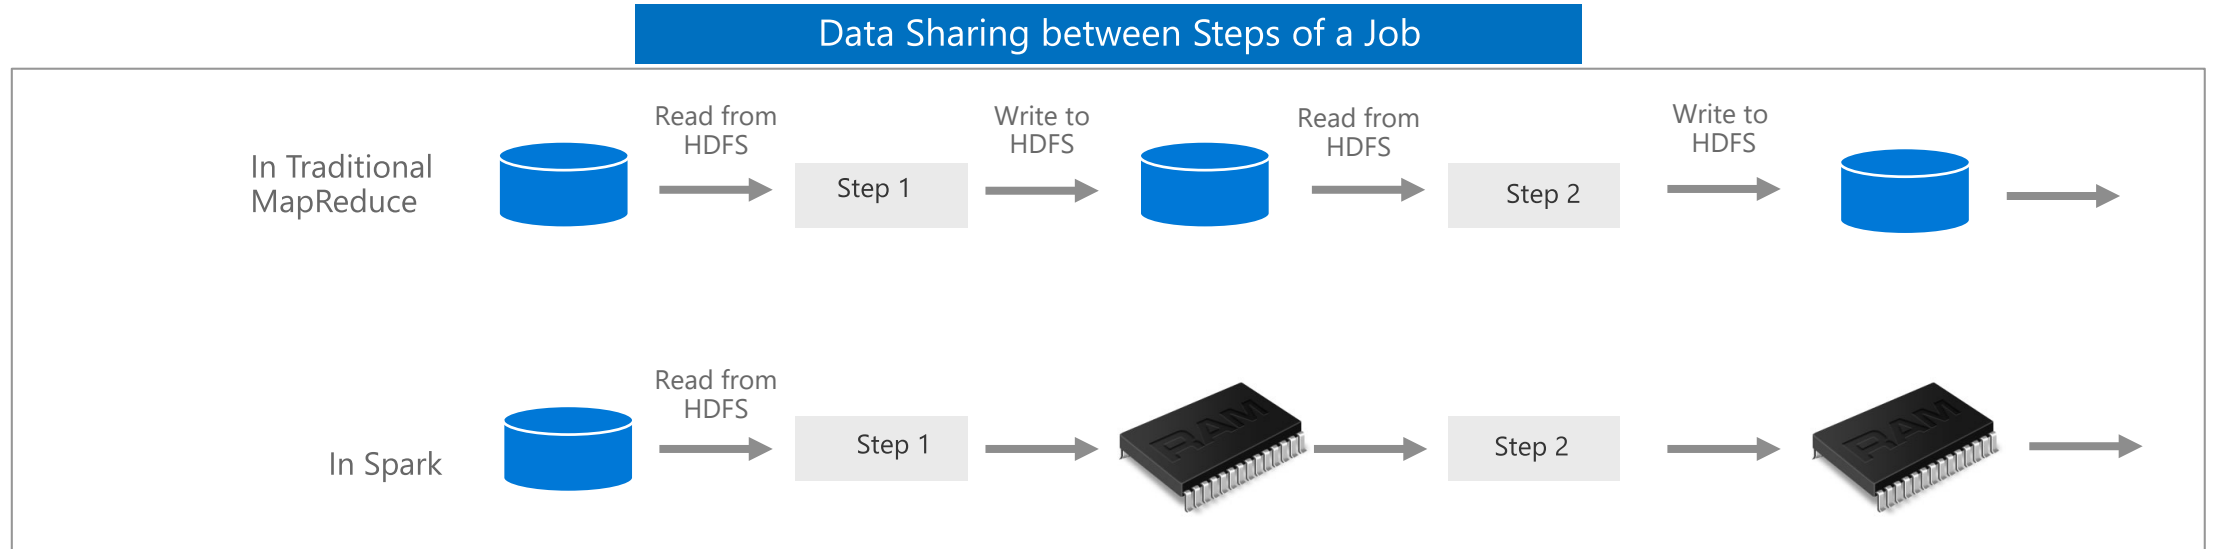 Data Sharing between Steps of a Job
In Traditional
MapReduce
Read from
HDFS
Step 1
Write to
HDFS
Read from
HDFS
Step 2
Write to
HDFS
In Spark
Read from
HDFS
Step 1
RAM
Step 2
RAM